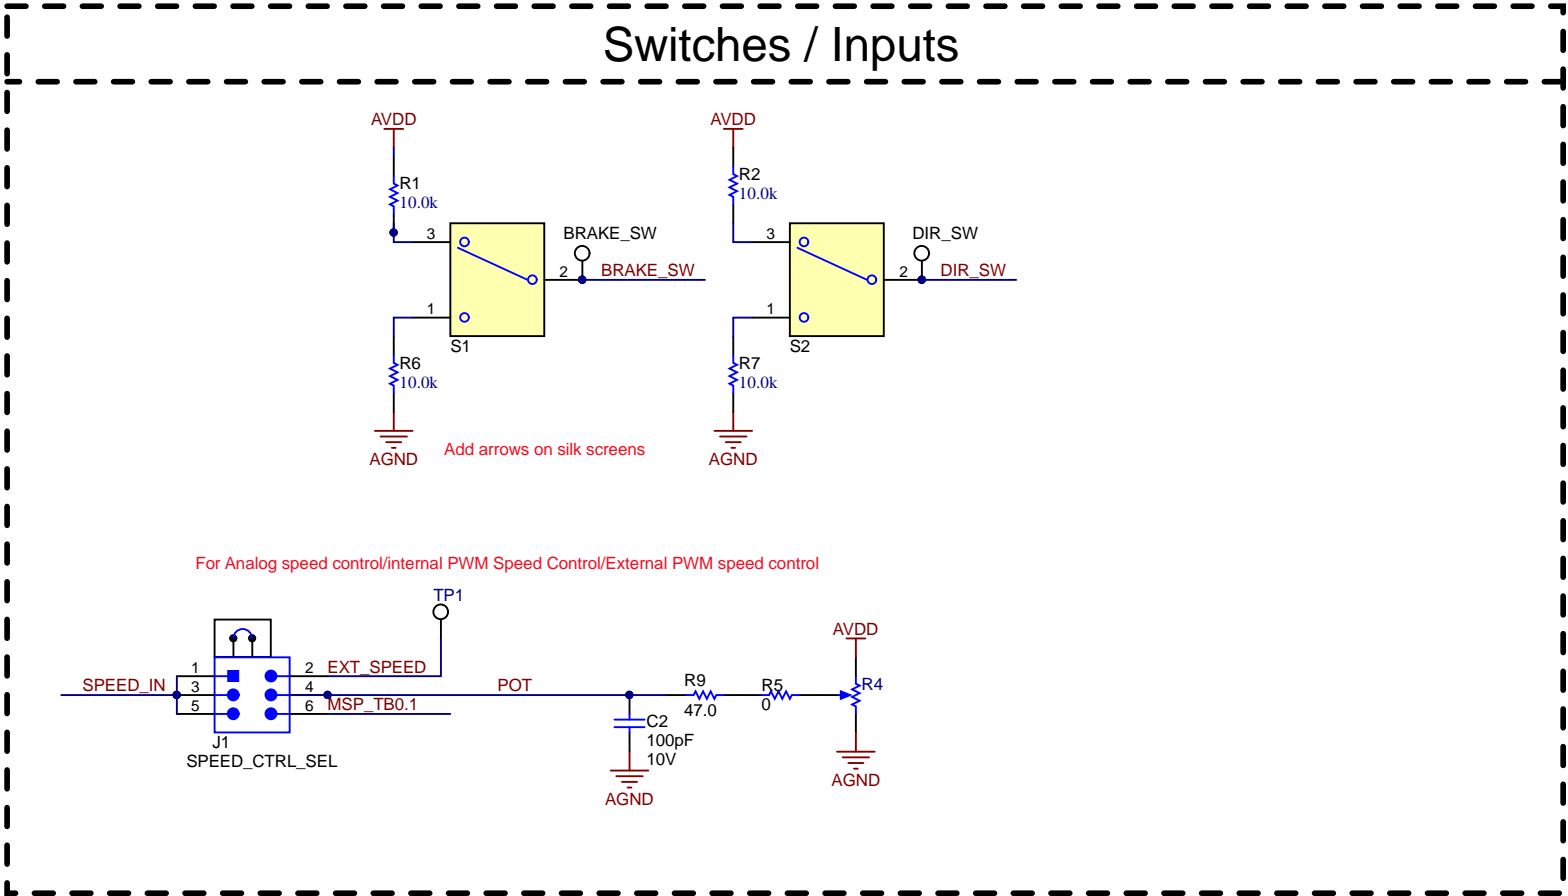 Switches / Inputs
AVDD
AVDD
R1
10.0k
R2
10.0k
3
BRAKE_SW
2
BRAKE_SW
1
S1
3
DIR_SW
2
DIR_SW
1
S2
R6
10.0k
R7
10.0k
AGND
Add arrows on silk screens
AGND
For Analog speed control/internal PWM Speed Control/External PWM speed control
TP1
SPEED_IN
1
3
5
2
4
6
EXT_SPEED
POT
MSP_TB0.1
J1
SPEED_CTRL_SEL
C2
100pF
10V
AGND
R9
47.0
R5
0
AVDD
R4
AGND